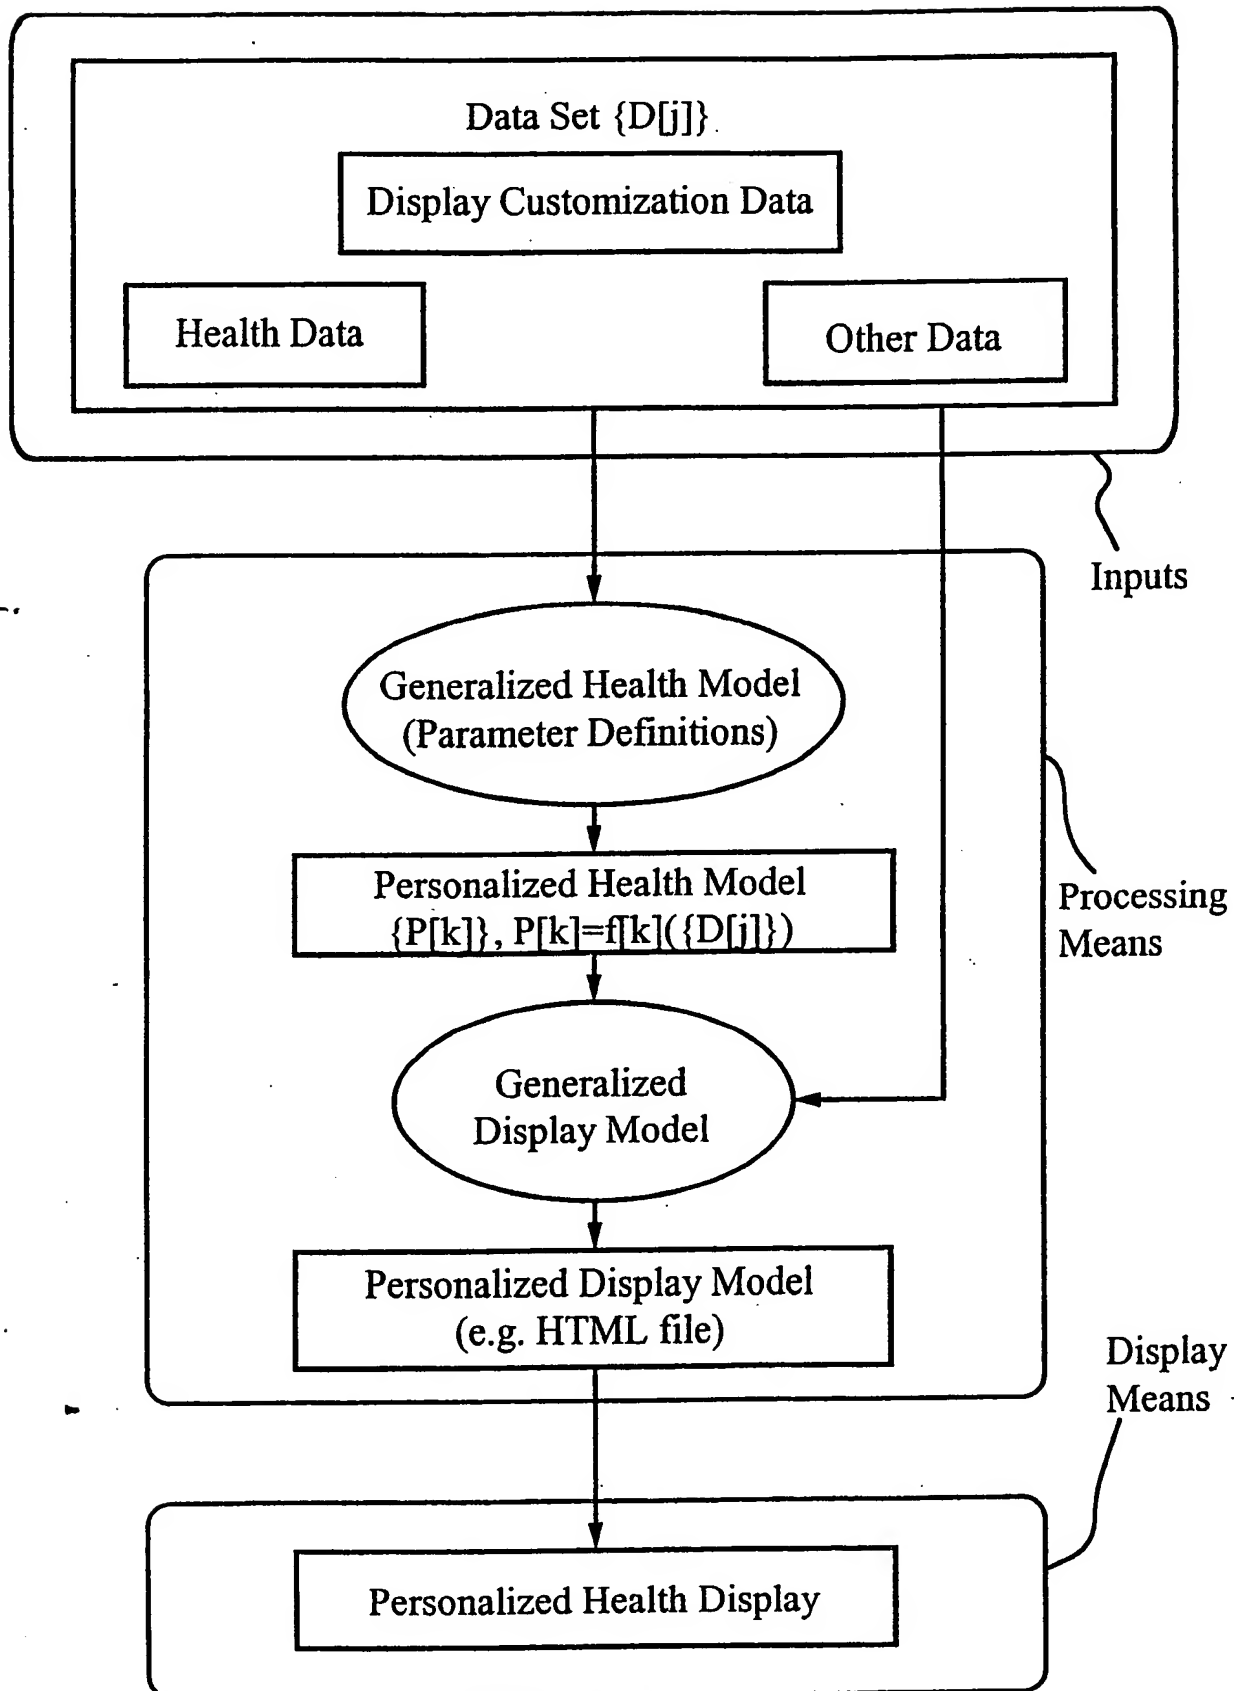 Data Set {D[j]}
Display Customization Data
Health Data
Other Data
Inputs
Generalized Health Model
(Parameter Definitions)
Personalized Health Model
{P[k]}, P[k]=f[k]({D[j]})
Processing
Means
Generalized
Display Model
Personalized Display Model
(e.g. HTML file)
Display
Means
Personalized Health Display